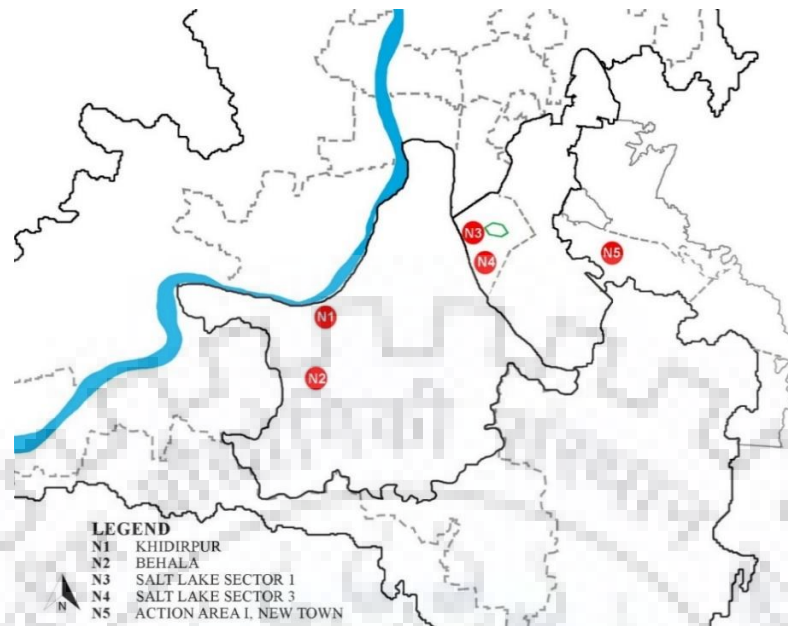 N3
N4
N5
N1
N2
LEGEND
N1 KHIDIRPUR
N2 BEHALA
N3 SALT LAKE SECTOR 1
N4 SALT LAKE SECTOR 3
N5 ACTION AREA I, NEW TOWN
N